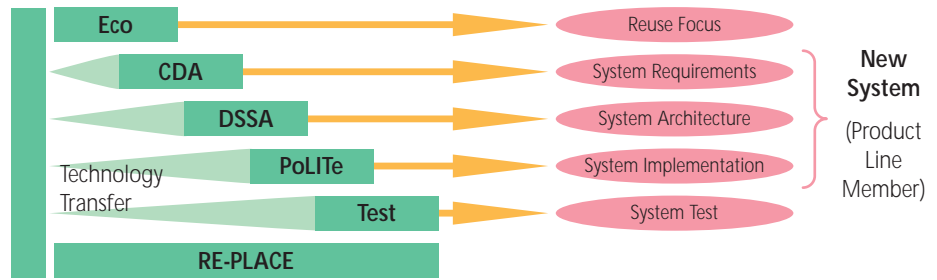 Eco
Reuse Focus
CDA
System Requirements
DSSA
System Architecture
PoLITe
System Implementation
Technology
Transfer
Test
System Test
RE-PLACE
New
System
(Product
Line
Member)